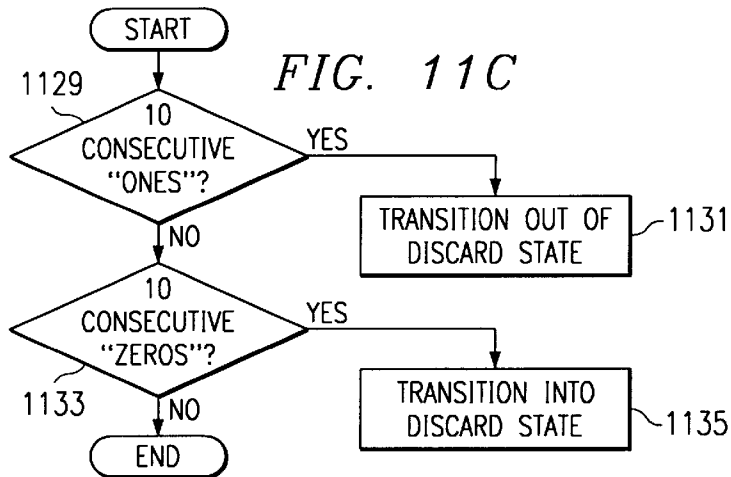 START
FIG. 11C
1129
10
CONSECUTIVE
"ONES"?
YES
TRANSITION OUT OF
DISCARD STATE
1131
NO
10
CONSECUTIVE
"ZEROS"?
YES
1133
TRANSITION INTO
DISCARD STATE
1135
NO
END